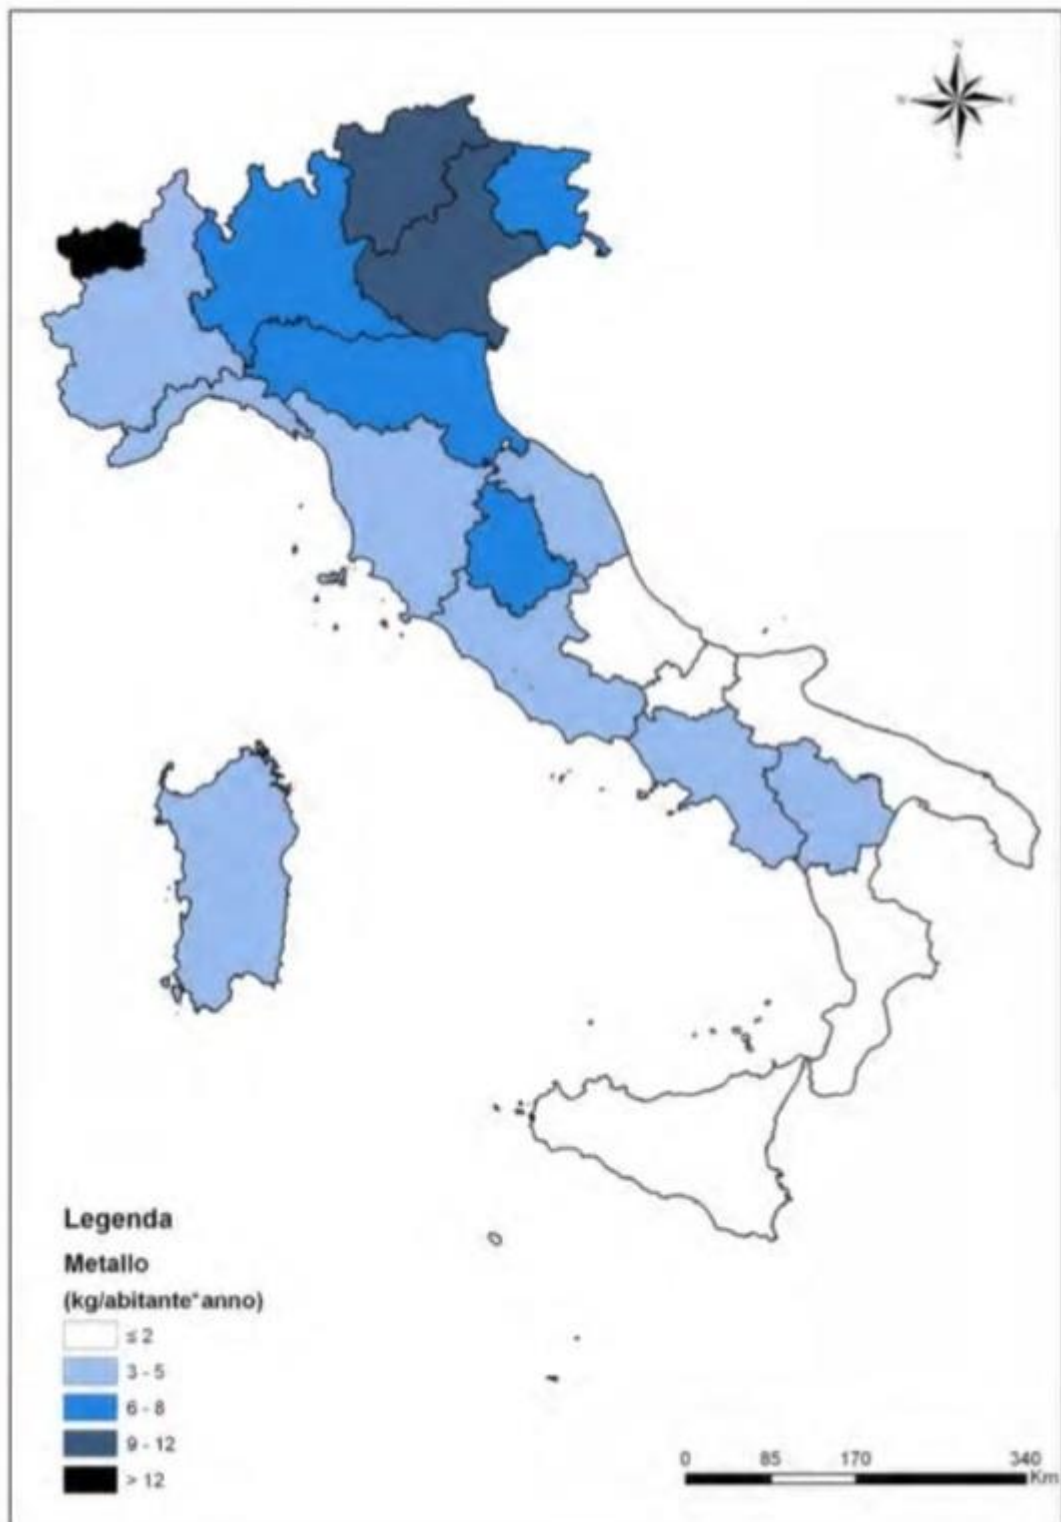 N
W
E
S
Legenda
Metallo
(kg/abitante*anno)
≤ 2
3 - 5
6 - 8
9 - 12
> 12
0 85 170 340
Km